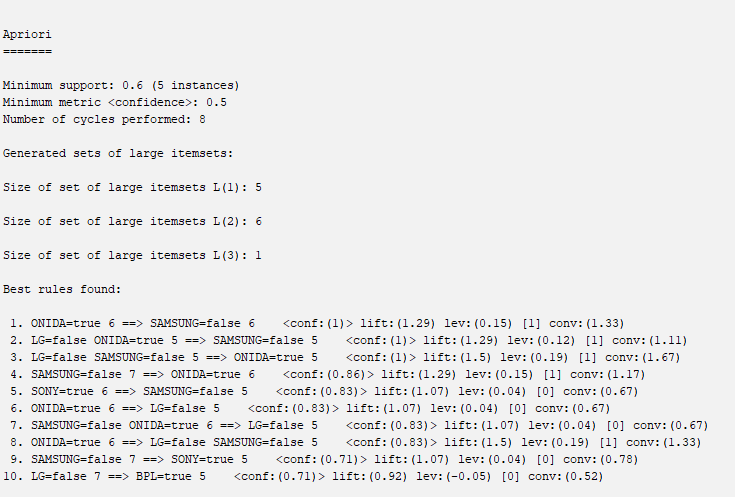 Apriori
=======
Minimum support: 0.6 (5 instances)
Minimum metric <confidence>: 0.5
Number of cycles performed: 8
Generated sets of large itemsets:
Size of set of large itemsets L(1): 5
Size of set of large itemsets L(2): 6
Size of set of large itemsets L(3): 1
Best rules found:
1. ONIDA=true 6 ==> SAMSUNG=false 6 <conf:(1)> lift:(1.29) lev:(0.15) [1] conv:(1.33)
2. LG=false ONIDA=true 5 ==> SAMSUNG=false 5 <conf:(1)> lift:(1.29) lev:(0.12) [1] conv:(1.11)
3. LG=false SAMSUNG=false 5 ==> ONIDA=true 5 <conf:(1)> lift:(1.5) lev:(0.19) [1] conv:(1.67)
4. SAMSUNG=false 7 ==> ONIDA=true 6 <conf:(0.86)> lift:(1.29) lev:(0.15) [1] conv:(1.17)
5. SONY=true 6 ==> SAMSUNG=false 5 <conf:(0.83)> lift:(1.07) lev:(0.04) [0] conv:(0.67)
6. ONIDA=true 6 ==> LG=false 5 <conf:(0.83)> lift:(1.07) lev:(0.04) [0] conv:(0.67)
7. SAMSUNG=false ONIDA=true 6 ==> LG=false 5 <conf:(0.83)> lift:(1.07) lev:(0.04) [0] conv:(0.67)
8. ONIDA=true 6 ==> LG=false SAMSUNG=false 5 <conf:(0.83)> lift:(1.5) lev:(0.19) [1] conv:(1.33)
9. SAMSUNG=false 7 ==> SONY=true 5 <conf:(0.71)> lift:(1.07) lev:(0.04) [0] conv:(0.78)
10. LG=false 7 ==> BPL=true 5 <conf:(0.71)> lift:(0.92) lev:(-0.05) [0] conv:(0.52)